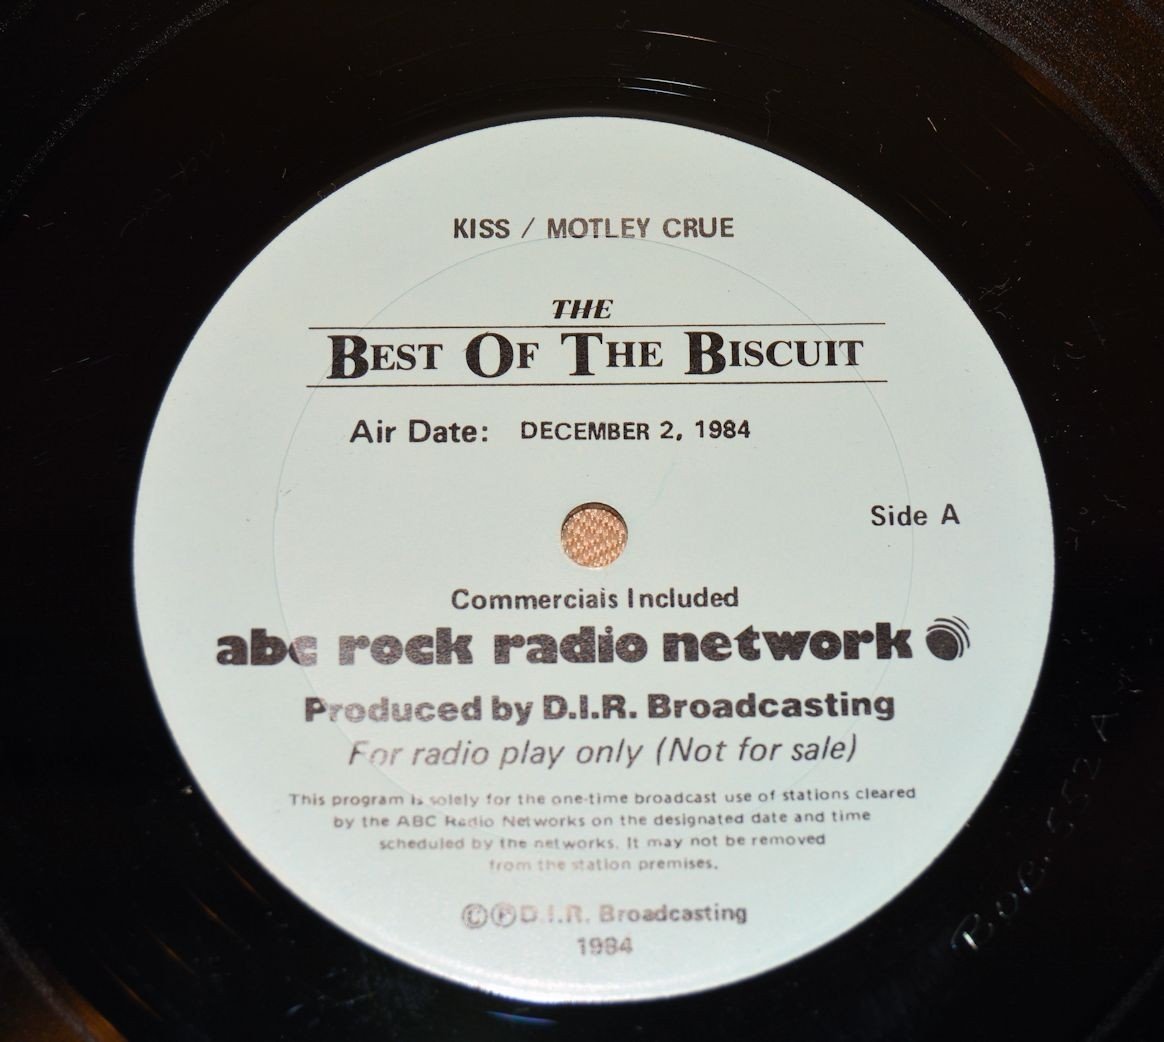 KISS / MOTLEY CRUE
THE
BEST OF THE BISCUIT
Air Date: DECEMBER 2, 1984
Side A
Commercials Included
abc rock radio network
Produced by D.I.R. Broadcasting
For radio play only (Not for sale)
This program is solely for the one-time broadcast use of stations cleared
by the ABC Radio Networks on the designated date and time
scheduled by the networks. It may not be removed
from the station premises.
©℗D.I.R. Broadcasting
1984